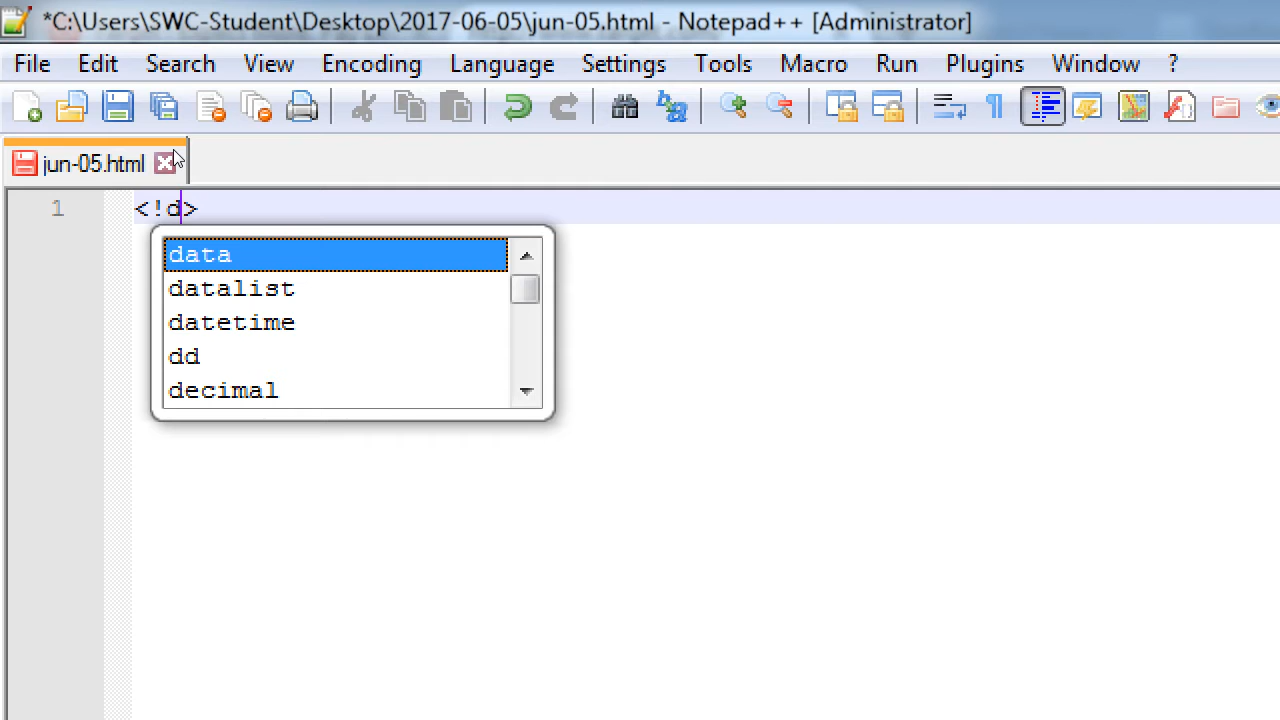 *C:\Users\SWC-Student\Desktop\2017-06-05\jun-05.html - Notepad++ [Administrator]
File Edit Search View Encoding Language Settings Tools Macro Run Plugins Window ?
jun-05.html
1 <!d>
data
datalist
datetime
dd
decimal